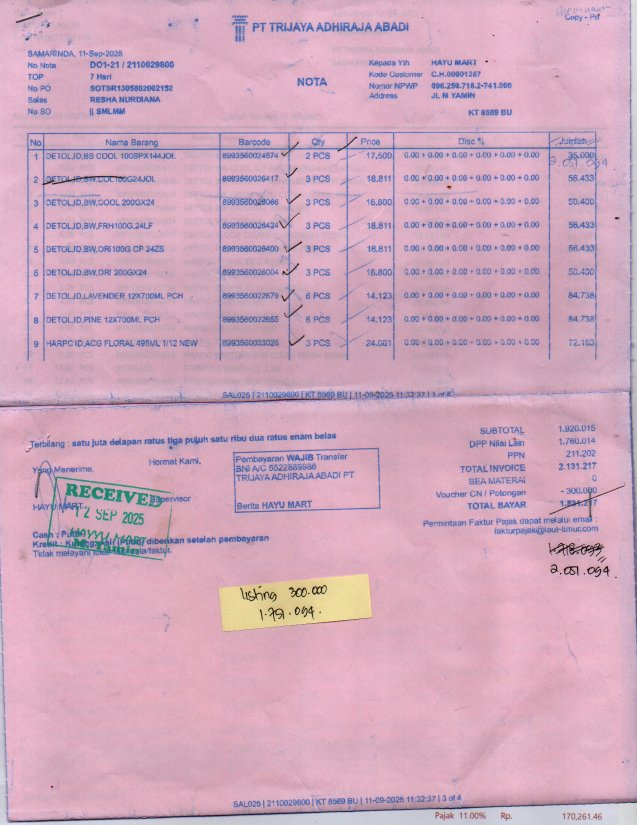 PT TRIJAYA ADHIRAJA ABADI
Copy - Pn
SAMARINDA, 11-Sep-2025
No Nota : DO1-21 / 2110029800
TOP : 7 Hari
No PO : SOTSR1305802002152
Sales : RESHA NURDIANA
No SO : || SMLMM
NOTA
Kepada Yth : HAYU MART
Kode Customer : C.H.00001267
Nomor NPWP : 096.250.718.2-741.000
Address : JL M YAMIN
KT 8569 BU
No Nama Barang Barcode Qty Price Disc % Jumlah
1 DETOL,ID,BS COOL 100SPX144JOL 8993560024574 2 PCS 17.500 0.00 + 0.00 + 0.00 + 0.00 + 0.00 35.000
2.051.094
2 DETOL,ID,BW,COL100G24JOL 8993560026417 3 PCS 18.811 0.00 + 0.00 + 0.00 + 0.00 + 0.00 56.433
3 DETOL,ID,BW,COOL 200GX24 3 PCS 16.800 0.00 + 0.00 + 0.00 + 0.00 + 0.00 50.400
4 DETOL,ID,BW,FRH100G,24LF 8993560026424 3 PCS 18.811 0.00 + 0.00 + 0.00 + 0.00 + 0.00 56.433
5 DETOL,ID,BW,ORI100G CP 24ZS 8993560026400 3 PCS 18.811 0.00 + 0.00 + 0.00 + 0.00 + 0.00 56.433
6 DETOL,ID,BW,ORI 200GX24 8993560026004 3 PCS 16.800 0.00 + 0.00 + 0.00 + 0.00 + 0.00 50.400
7 DETOL,ID,LAVENDER 12X700ML PCH 8993560022679 6 PCS 14.123 0.00 + 0.00 + 0.00 + 0.00 + 0.00 84.738
8 DETOL,ID,PINE 12X700ML PCH 8993560022655 6 PCS 14.123 0.00 + 0.00 + 0.00 + 0.00 + 0.00 84.738
9 HARPC ID,ACG FLORAL 495ML 1/12 NEW 8993560033026 3 PCS 24.061 0.00 + 0.00 + 0.00 + 0.00 + 0.00 72.183
SAL025 | 2110029800 | KT 8569 BU | 11-09-2025 11:32:37 | 1 of 4
Terbilang : satu juta delapan ratus tiga puluh satu ribu dua ratus enam belas
SUBTOTAL : 1.920.015
DPP Nilai Lain : 1.760.014
PPN : 211.202
TOTAL INVOICE : 2.131.217
BEA MATERAI : 0
Voucher CN / Potongan : - 300.000
TOTAL BAYAR : 1.831.217
Yang Menerima,
Hormat Kami,
Pembayaran WAJIB Transfer
BNI A/C 5522889988
TRIJAYA ADHIRAJA ABADI PT
Berita HAYU MART
HAYU MART
Supervisor
RECEIVED
12 SEP 2025
HAYYU MART
M. Yamin
Permintaan Faktur Pajak dapat melalui email :
fakturpajak@laut-timur.com
diberikan setelah pembayaran
Tidak melayani
2.051.094
listing 300.000
1.751.094.
SAL025 | 2110029800 | KT 8569 BU | 11-09-2025 11:32:37 | 3 of 4
Pajak 11.00% Rp. 170,261.46